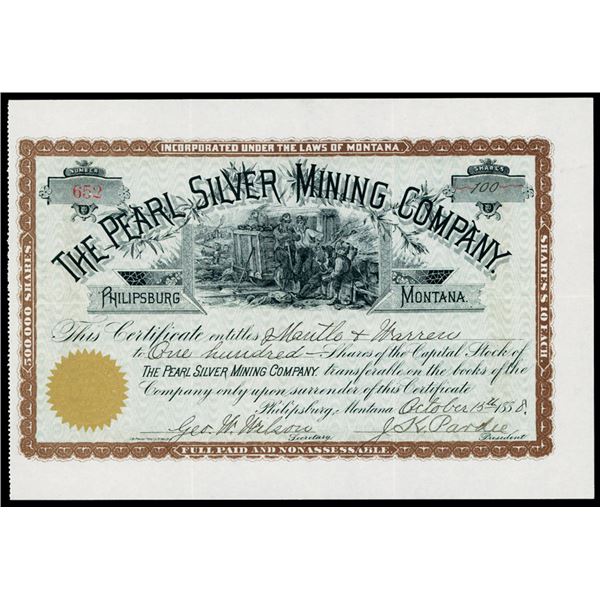 INCORPORATED UNDER THE LAWS OF MONTANA
NUMBER
652
SHARES
100
THE PEARL SILVER MINING COMPANY.
PHILIPSBURG
MONTANA.
500,000 SHARES.
SHARES $10 EACH
This Certificate entitles Mantle & Warren
to One hundred Shares of the Capital Stock of
THE PEARL SILVER MINING COMPANY, transferable on the books of the
Company only upon surrender of this Certificate
Philipsburg, Montana October 15th 1888.
Geo. W. Wilson
Secretary.
J. K. Pardee
President
FULL PAID AND NONASSESSABLE